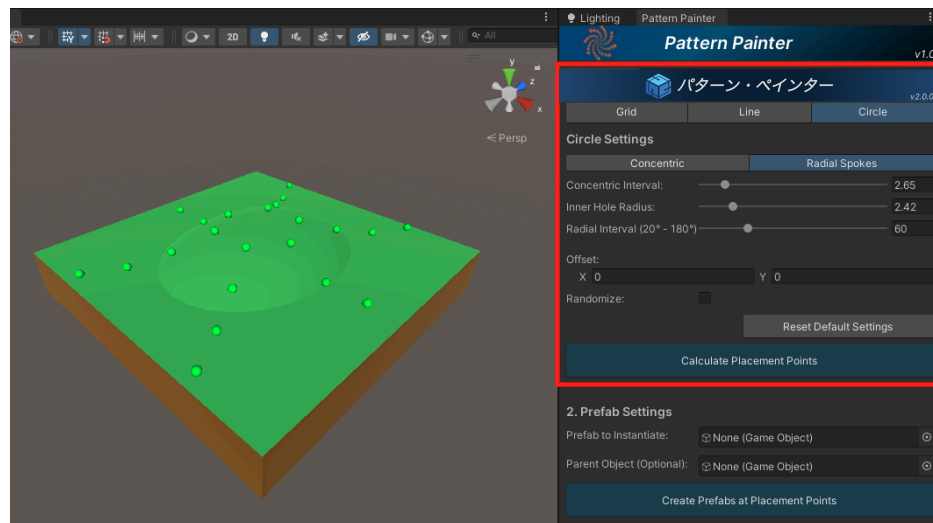 2D
All
y
z
x
Persp
Lighting Pattern Painter
Pattern Painter
v1.0
パターン・ペインター
v2.0.0
Grid Line Circle
Circle Settings
Concentric Radial Spokes
Concentric Interval: 2.65
Inner Hole Radius: 2.42
Radial Interval (20° - 180°) 60
Offset:
X 0 Y 0
Randomize:
Reset Default Settings
Calculate Placement Points
2. Prefab Settings
Prefab to Instantiate: None (Game Object)
Parent Object (Optional): None (Game Object)
Create Prefabs at Placement Points